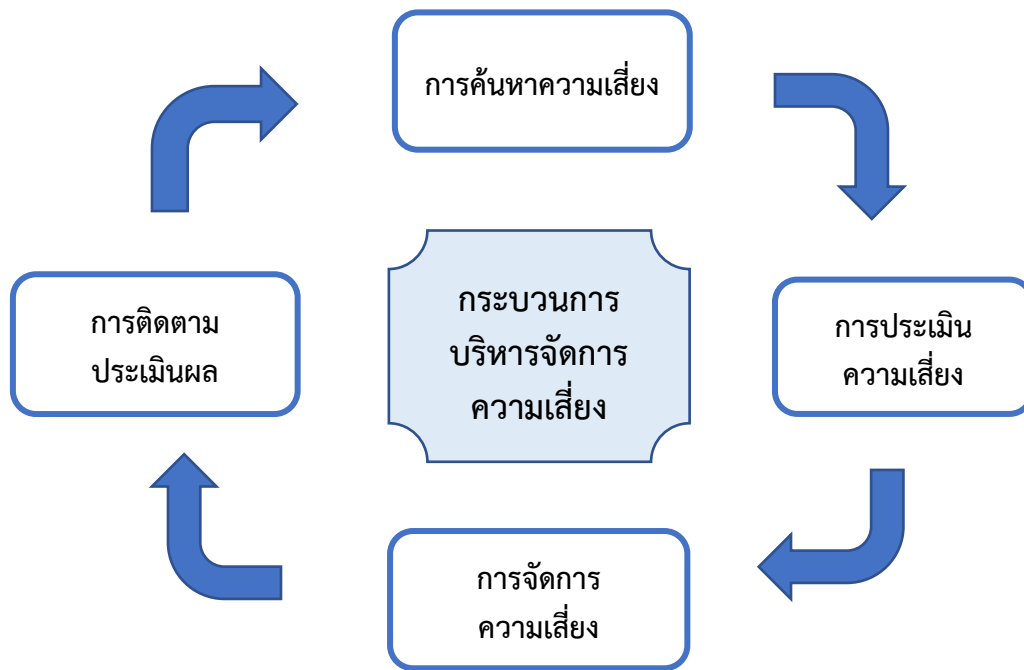 การค้นหาความเสี่ยง
กระบวนการ
บริหารจัดการ
ความเสี่ยง
การติดตาม
ประเมินผล
การประเมิน
ความเสี่ยง
การจัดการ
ความเสี่ยง